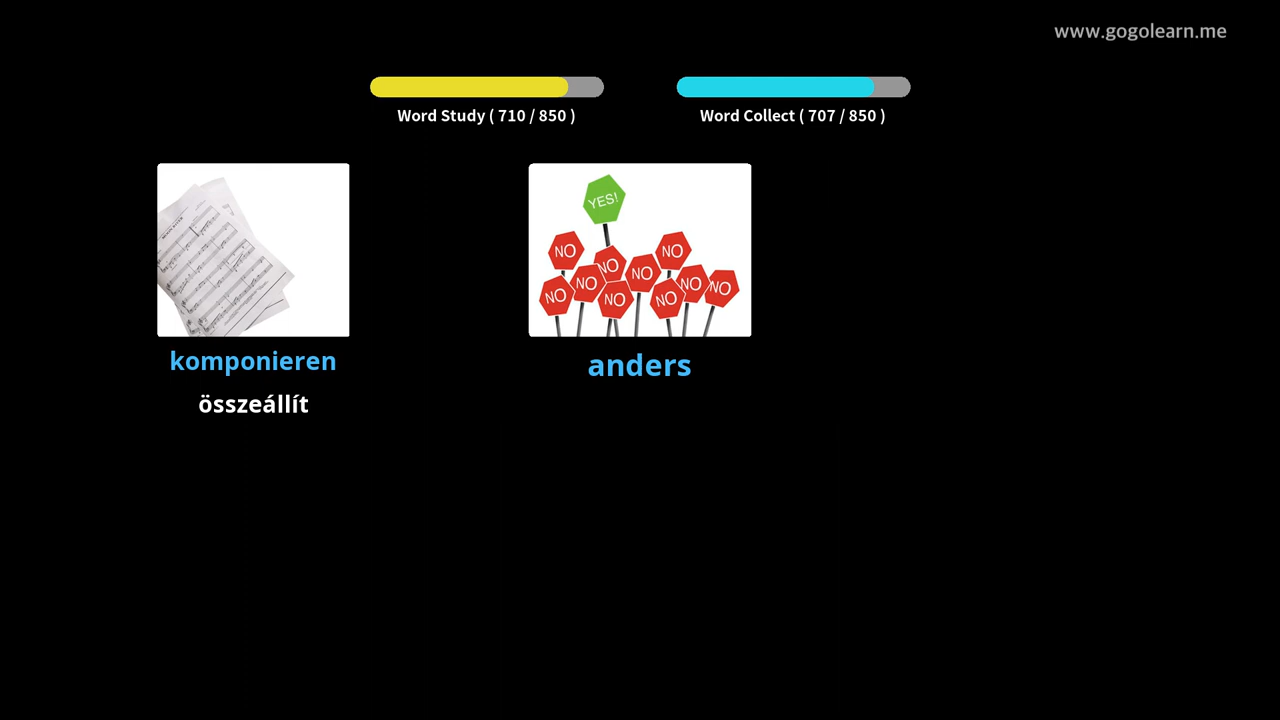 www.gogolearn.me
Word Study ( 710 / 850 )
Word Collect ( 707 / 850 )
YES!
NO
NO
NO
NO
NO
NO
NO
NO
NO
NO
komponieren
anders
összeállít